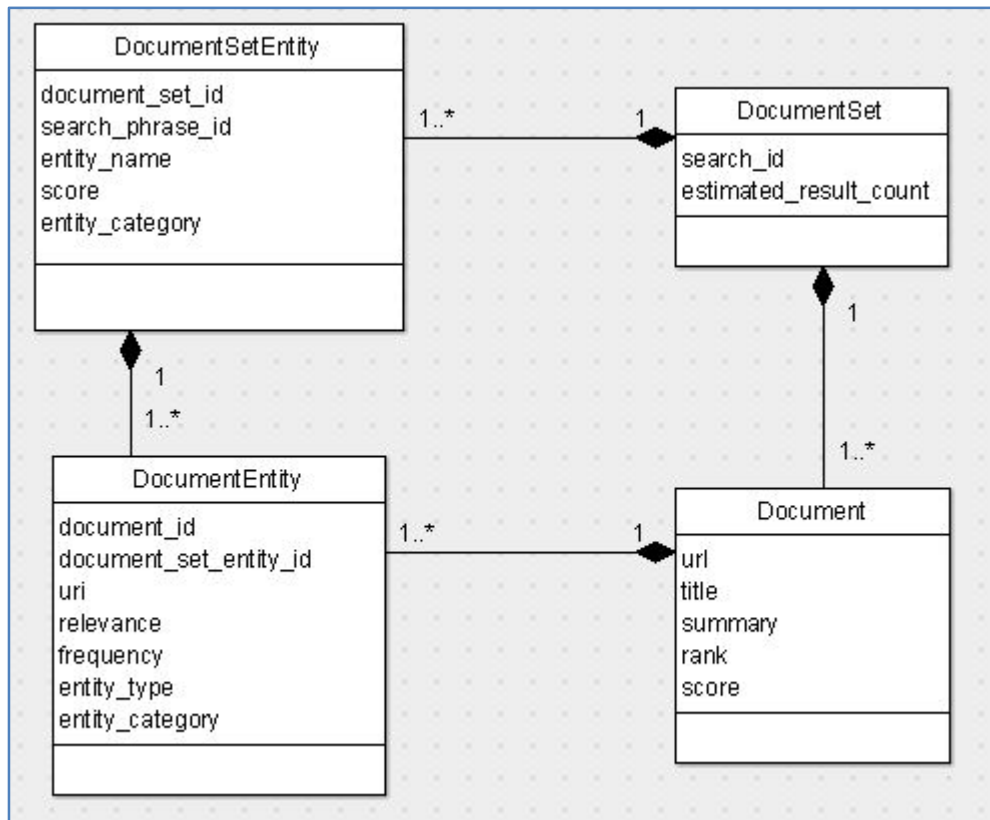 DocumentSetEntity
document_set_id
search_phrase_id
entity_name
score
entity_category
1..*
1
DocumentSet
search_id
estimated_result_count
1
1..*
1
1..*
DocumentEntity
document_id
document_set_entity_id
uri
relevance
frequency
entity_type
entity_category
1..*
1
Document
url
title
summary
rank
score